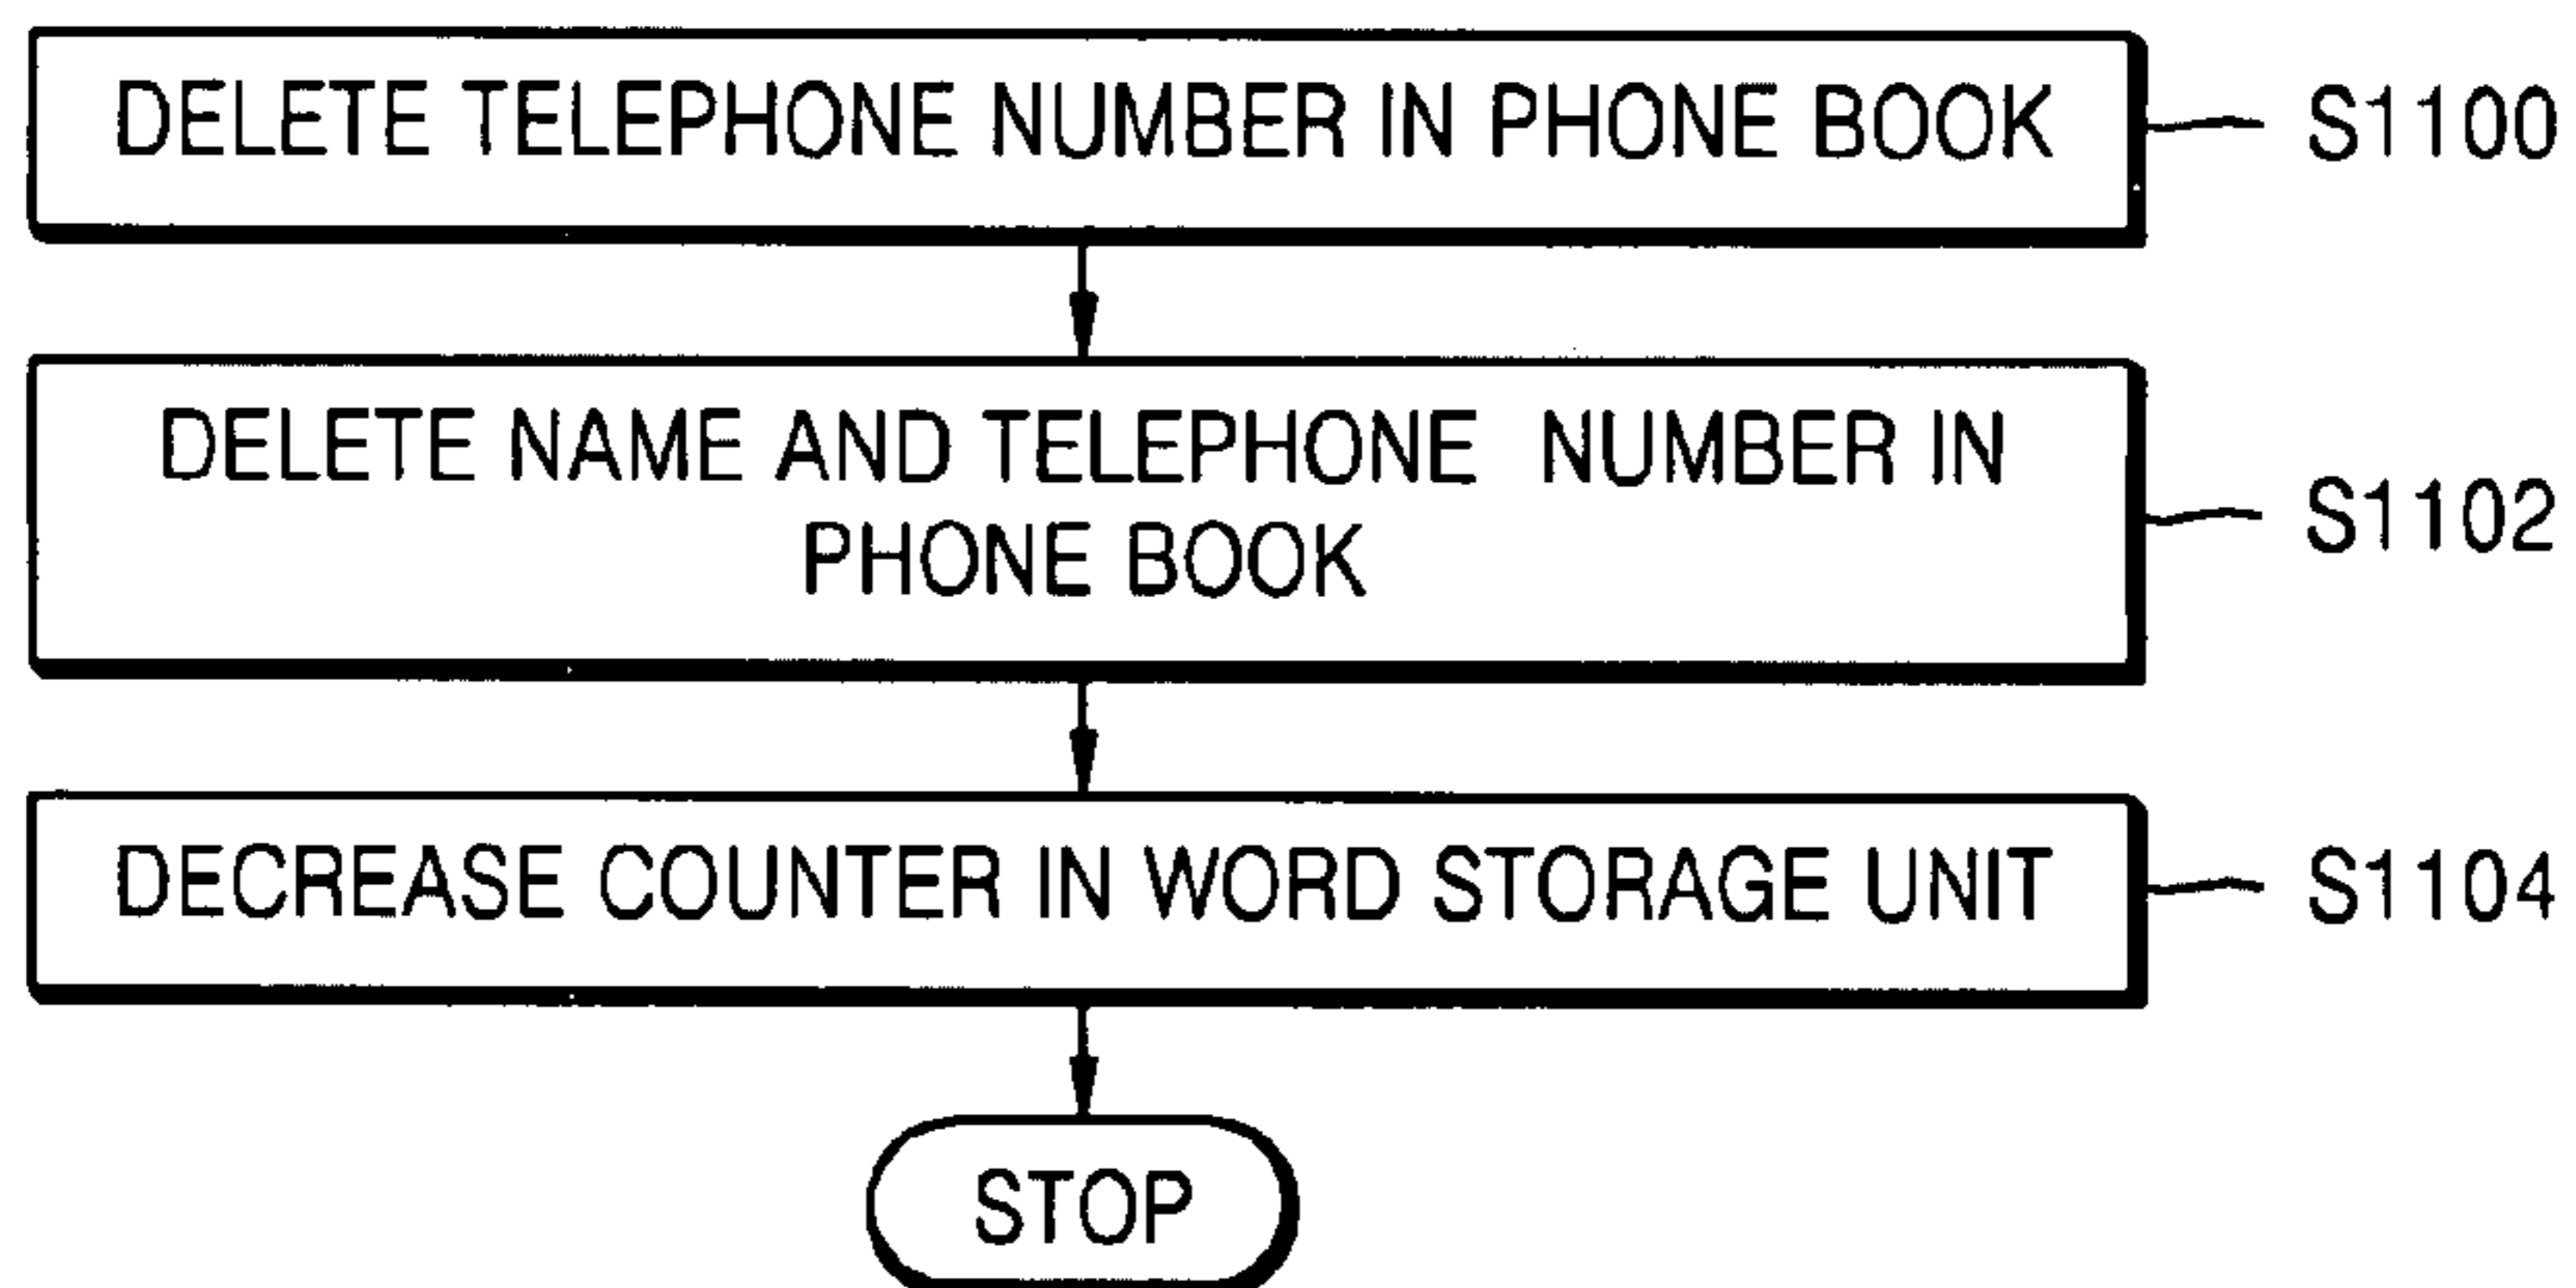 DELETE TELEPHONE NUMBER IN PHONE BOOK
S1100
DELETE NAME AND TELEPHONE NUMBER IN
PHONE BOOK
S1102
DECREASE COUNTER IN WORD STORAGE UNIT
S1104
STOP